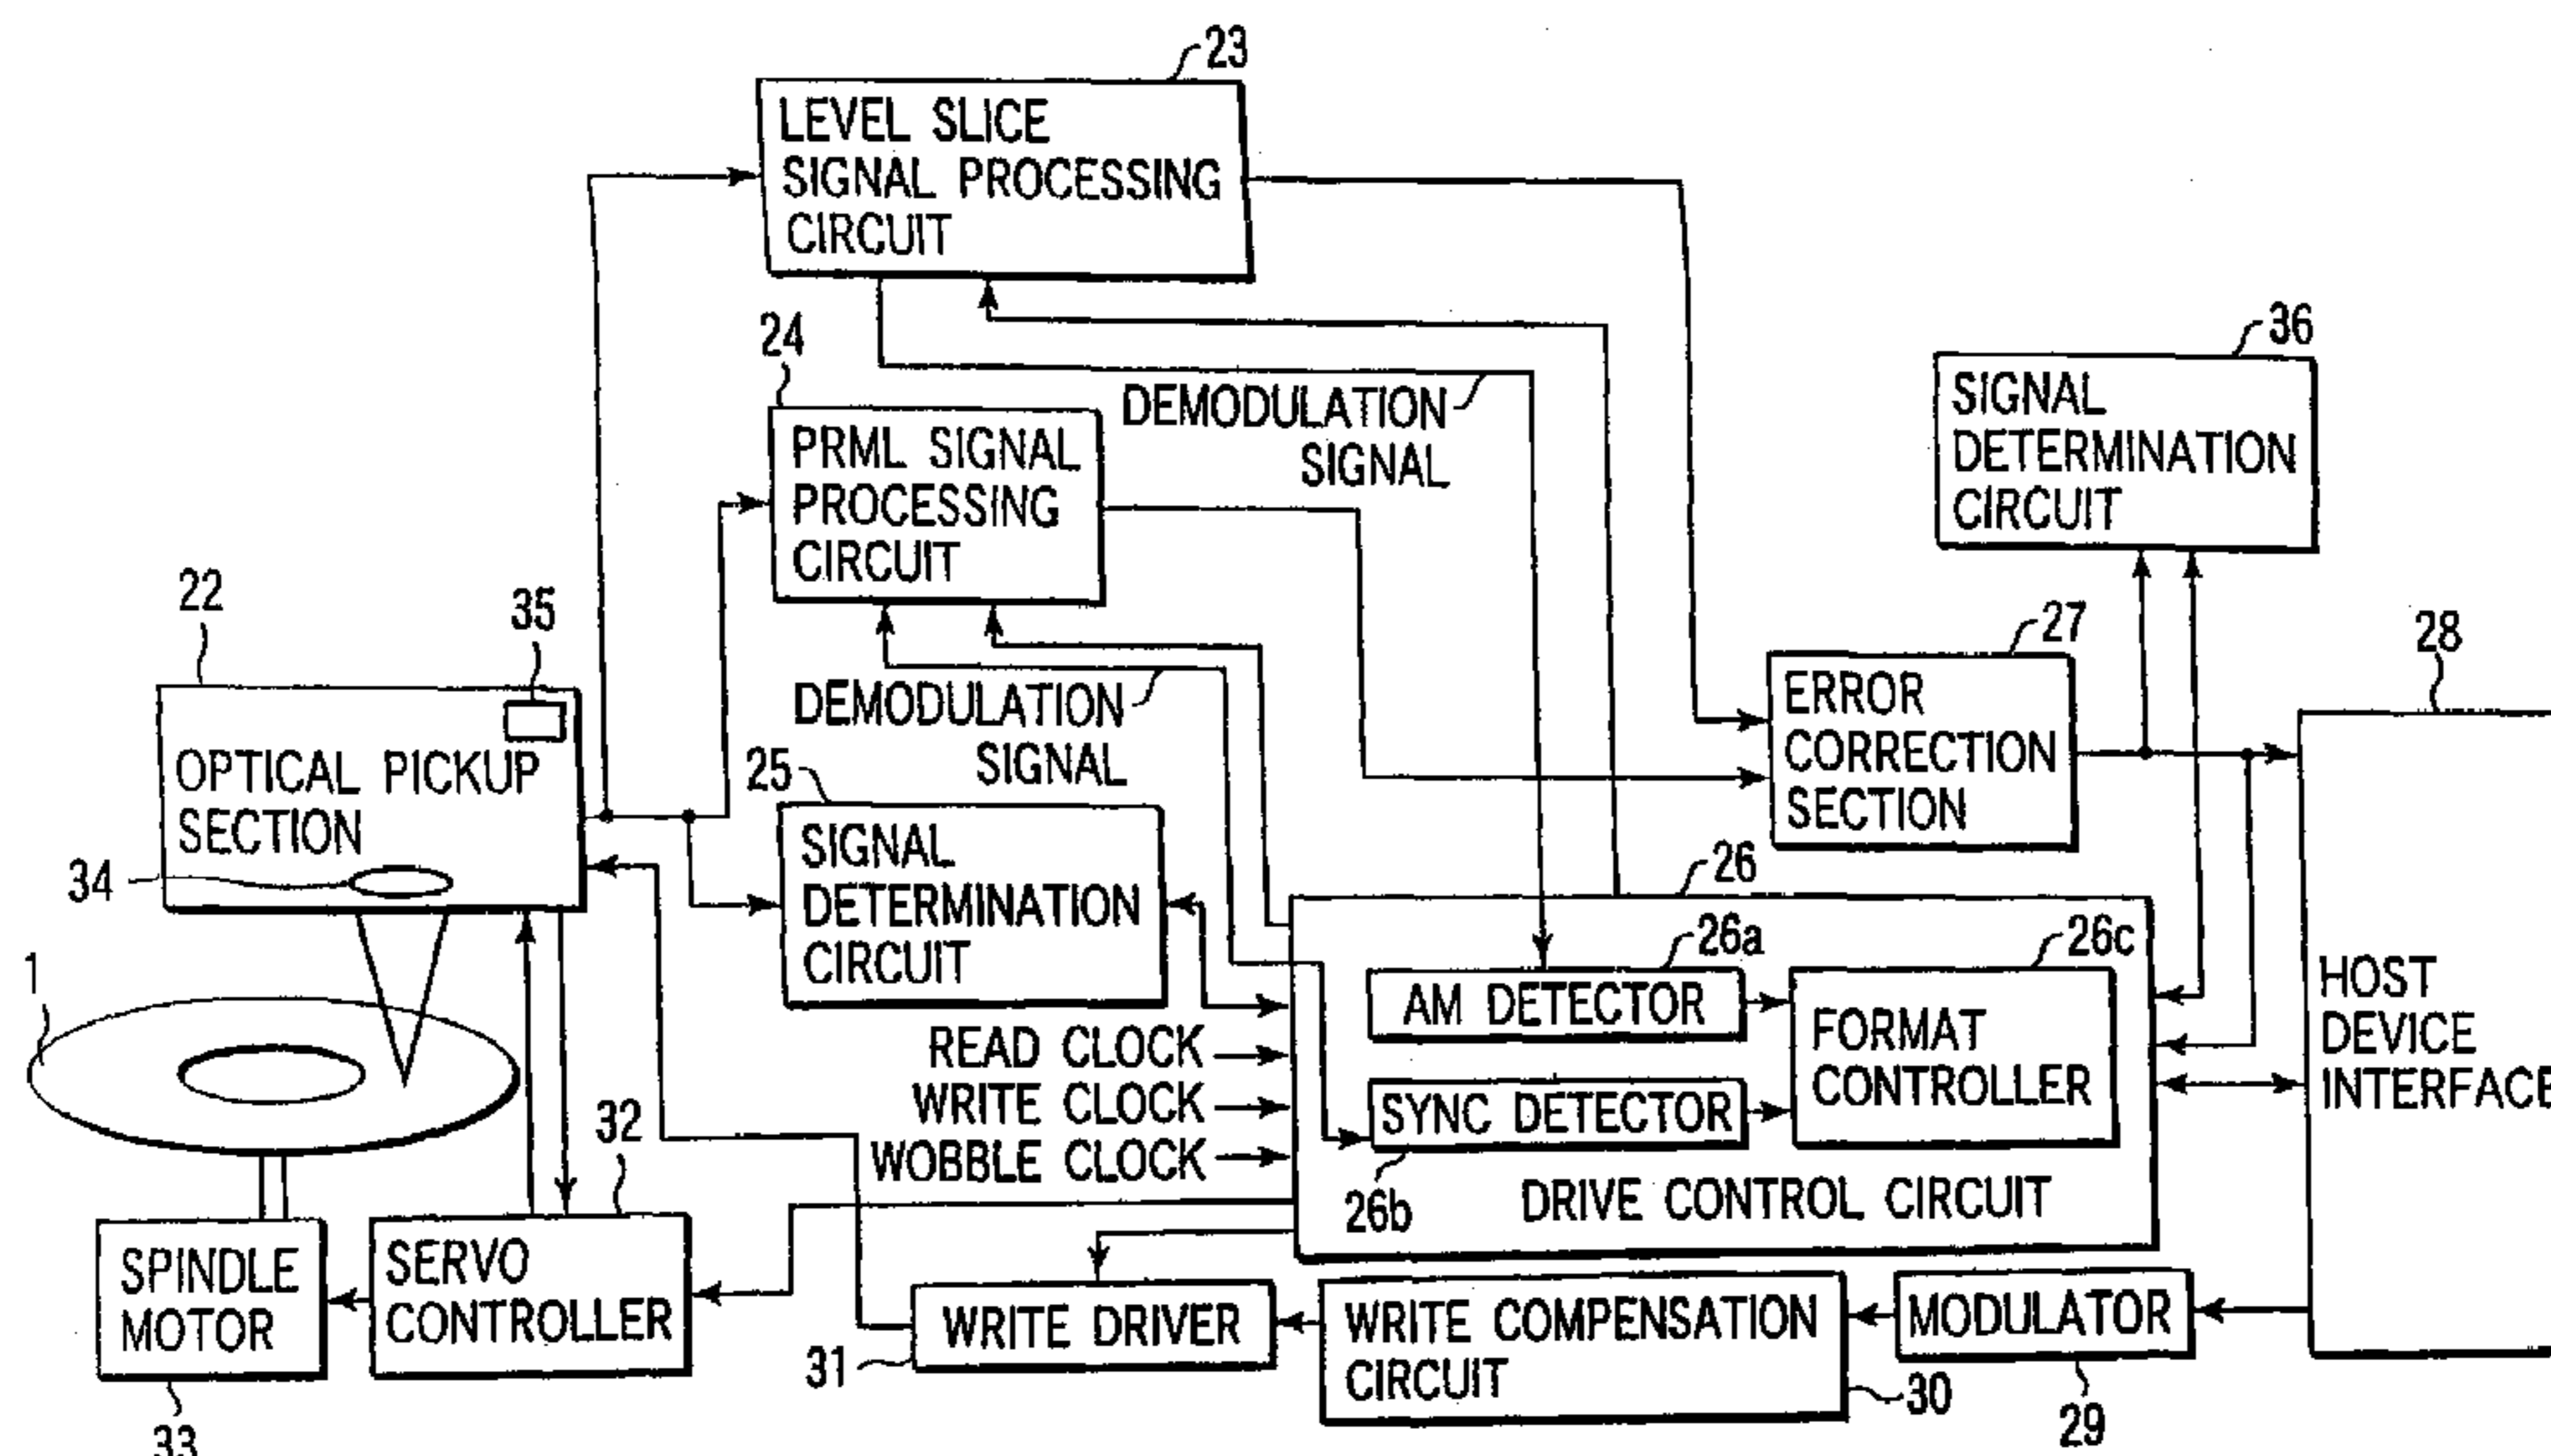 23
LEVEL SLICE
SIGNAL PROCESSING
CIRCUIT
24
PRML SIGNAL
PROCESSING
CIRCUIT
DEMODULATION
SIGNAL
36
SIGNAL
DETERMINATION
CIRCUIT
22
35
OPTICAL PICKUP
SECTION
34
DEMODULATION
SIGNAL
25
SIGNAL
DETERMINATION
CIRCUIT
27
ERROR
CORRECTION
SECTION
28
HOST
DEVICE
INTERFACE
26
26a
AM DETECTOR
26c
FORMAT
CONTROLLER
SYNC DETECTOR
26b
DRIVE CONTROL CIRCUIT
READ CLOCK
WRITE CLOCK
WOBBLE CLOCK
1
32
SPINDLE
MOTOR
33
SERVO
CONTROLLER
WRITE DRIVER
31
WRITE COMPENSATION
CIRCUIT
30
MODULATOR
29